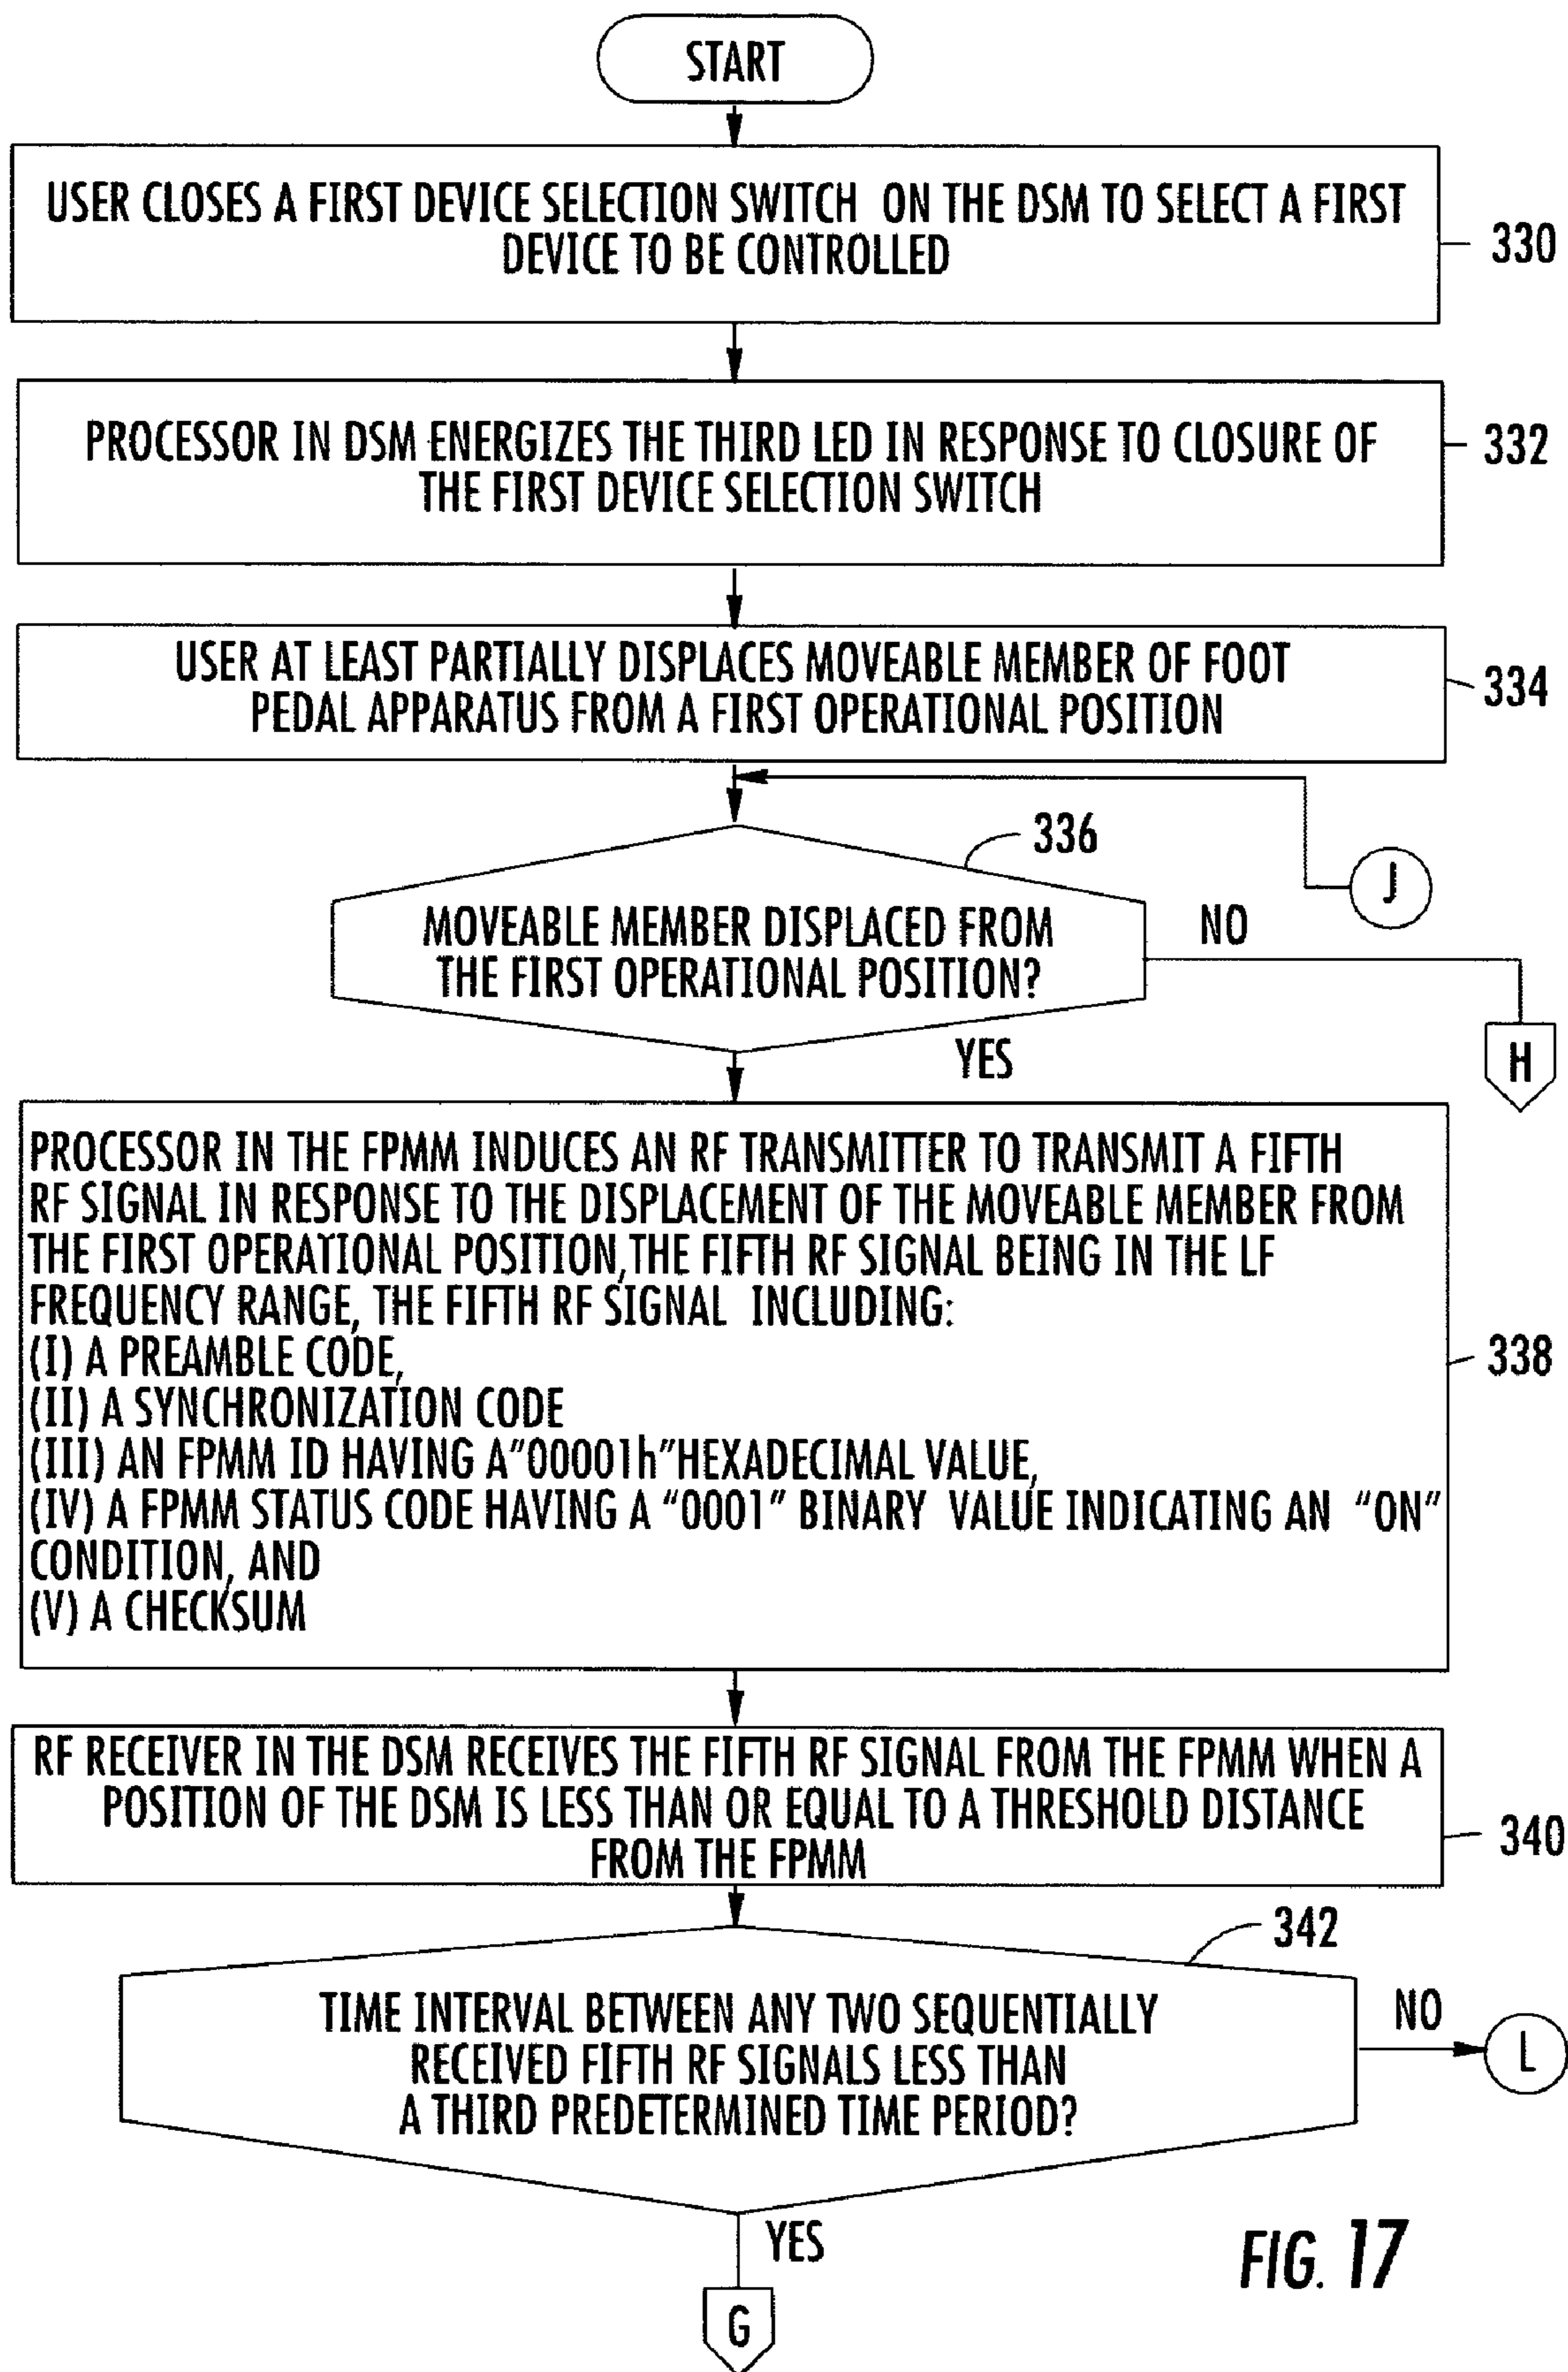 START
USER CLOSES A FIRST DEVICE SELECTION SWITCH ON THE DSM TO SELECT A FIRST
DEVICE TO BE CONTROLLED
330
PROCESSOR IN DSM ENERGIZES THE THIRD LED IN RESPONSE TO CLOSURE OF
THE FIRST DEVICE SELECTION SWITCH
332
USER AT LEAST PARTIALLY DISPLACES MOVEABLE MEMBER OF FOOT
PEDAL APPARATUS FROM A FIRST OPERATIONAL POSITION
334
336
J
MOVEABLE MEMBER DISPLACED FROM
THE FIRST OPERATIONAL POSITION?
NO
H
YES
PROCESSOR IN THE FPMM INDUCES AN RF TRANSMITTER TO TRANSMIT A FIFTH
RF SIGNAL IN RESPONSE TO THE DISPLACEMENT OF THE MOVEABLE MEMBER FROM
THE FIRST OPERATIONAL POSITION,THE FIFTH RF SIGNAL BEING IN THE LF
FREQUENCY RANGE, THE FIFTH RF SIGNAL INCLUDING:
(I) A PREAMBLE CODE,
(II) A SYNCHRONIZATION CODE
(III) AN FPMM ID HAVING A"00001h"HEXADECIMAL VALUE,
(IV) A FPMM STATUS CODE HAVING A "0001" BINARY VALUE INDICATING AN "ON"
CONDITION, AND
(V) A CHECKSUM
338
RF RECEIVER IN THE DSM RECEIVES THE FIFTH RF SIGNAL FROM THE FPMM WHEN A
POSITION OF THE DSM IS LESS THAN OR EQUAL TO A THRESHOLD DISTANCE
FROM THE FPMM
340
342
TIME INTERVAL BETWEEN ANY TWO SEQUENTIALLY
RECEIVED FIFTH RF SIGNALS LESS THAN
A THIRD PREDETERMINED TIME PERIOD?
NO
L
YES
G
FIG. 17